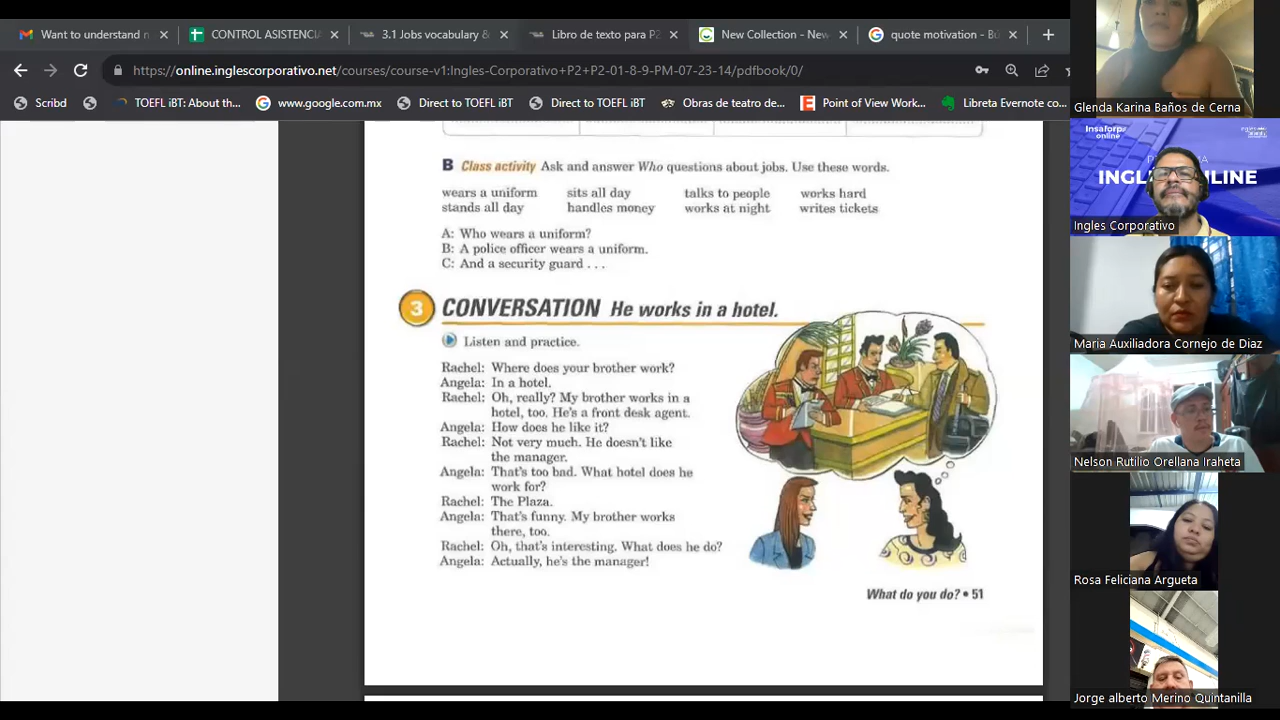 Want to understand n
CONTROL ASISTENCIA
3.1 Jobs vocabulary &
Libro de texto para P2
New Collection - New
quote motivation - Bú
https://online.inglescorporativo.net/courses/course-v1:Ingles-Corporativo+P2+P2-01-8-9-PM-07-23-14/pdfbook/0/
Scribd
TOEFL iBT: About th...
www.google.com.mx
Direct to TOEFL iBT
Direct to TOEFL iBT
Obras de teatro de...
Point of View Work...
Libreta Evernote co...
B Class activity Ask and answer Who questions about jobs. Use these words.
wears a uniform sits all day talks to people works hard
stands all day handles money works at night writes tickets
A: Who wears a uniform?
B: A police officer wears a uniform.
C: And a security guard . . .
3 CONVERSATION He works in a hotel.
Listen and practice.
Rachel: Where does your brother work?
Angela: In a hotel.
Rachel: Oh, really? My brother works in a
hotel, too. He's a front desk agent.
Angela: How does he like it?
Rachel: Not very much. He doesn't like
the manager.
Angela: That's too bad. What hotel does he
work for?
Rachel: The Plaza.
Angela: That's funny. My brother works
there, too.
Rachel: Oh, that's interesting. What does he do?
Angela: Actually, he's the manager!
What do you do? • 51
Glenda Karina Baños de Cerna
Insaforp
online
INGL
NLINE
Ingles Corporativo
Maria Auxiliadora Cornejo de Diaz
Nelson Rutilio Orellana Iraheta
Rosa Feliciana Argueta
Jorge alberto Merino Quintanilla